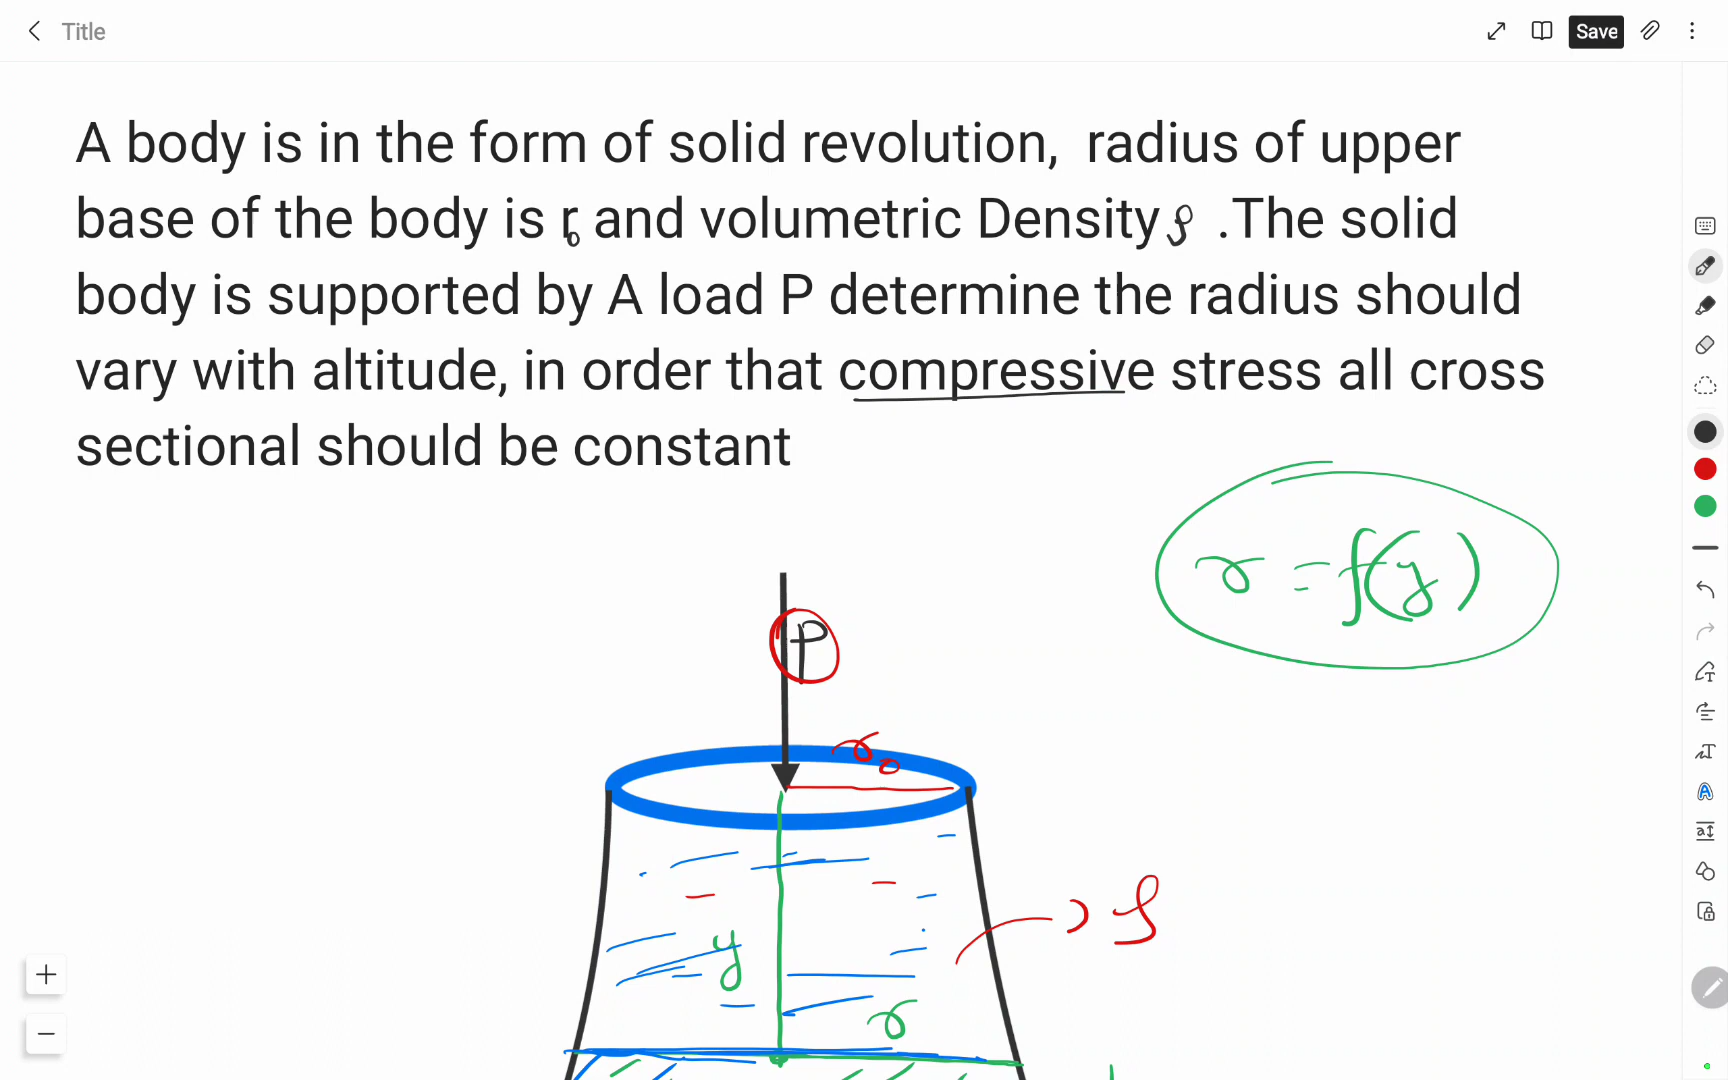 Title
Save
A body is in the form of solid revolution, radius of upper
base of the body is r₀ and volumetric Density ρ .The solid
body is supported by A load P determine the radius should
vary with altitude, in order that compressive stress all cross
sectional should be constant
r = f(y)
P
r₀
ρ
y
r